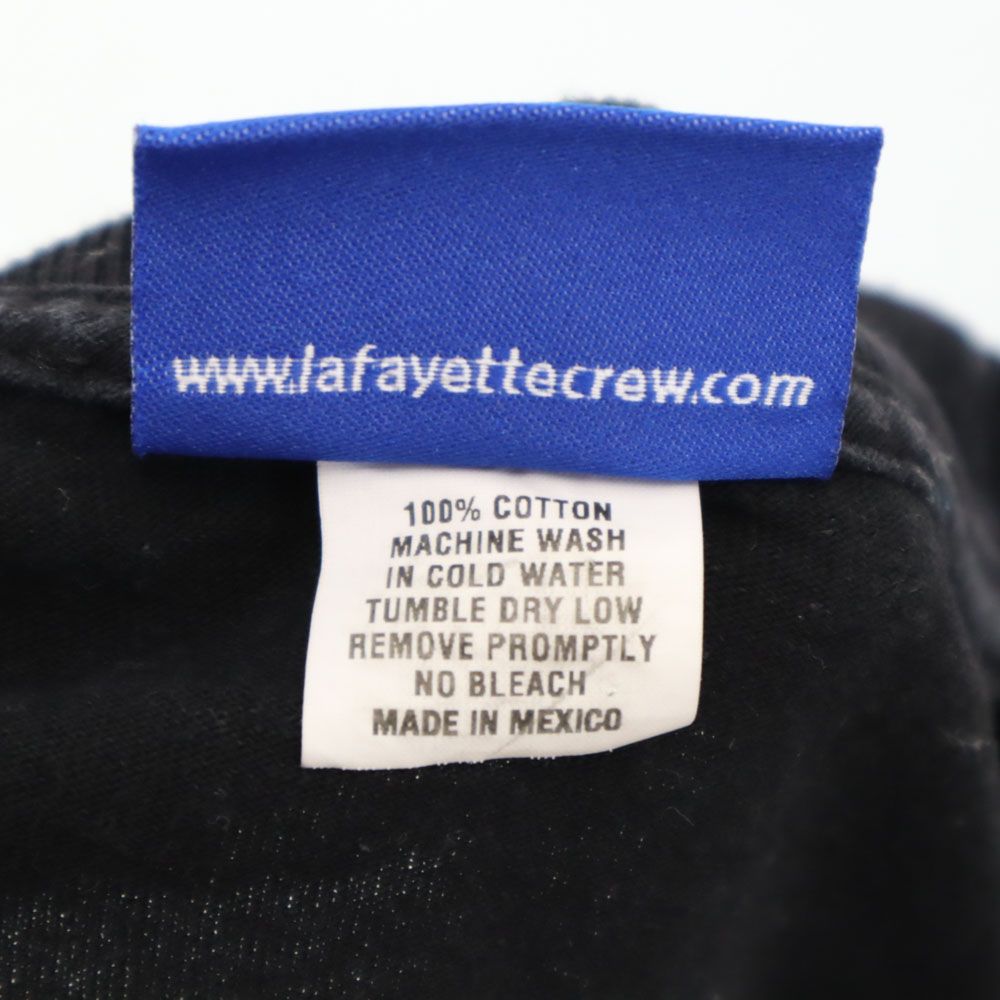 www.lafayettecrew.com
100% COTTON
MACHINE WASH
IN COLD WATER
TUMBLE DRY LOW
REMOVE PROMPTLY
NO BLEACH
MADE IN MEXICO